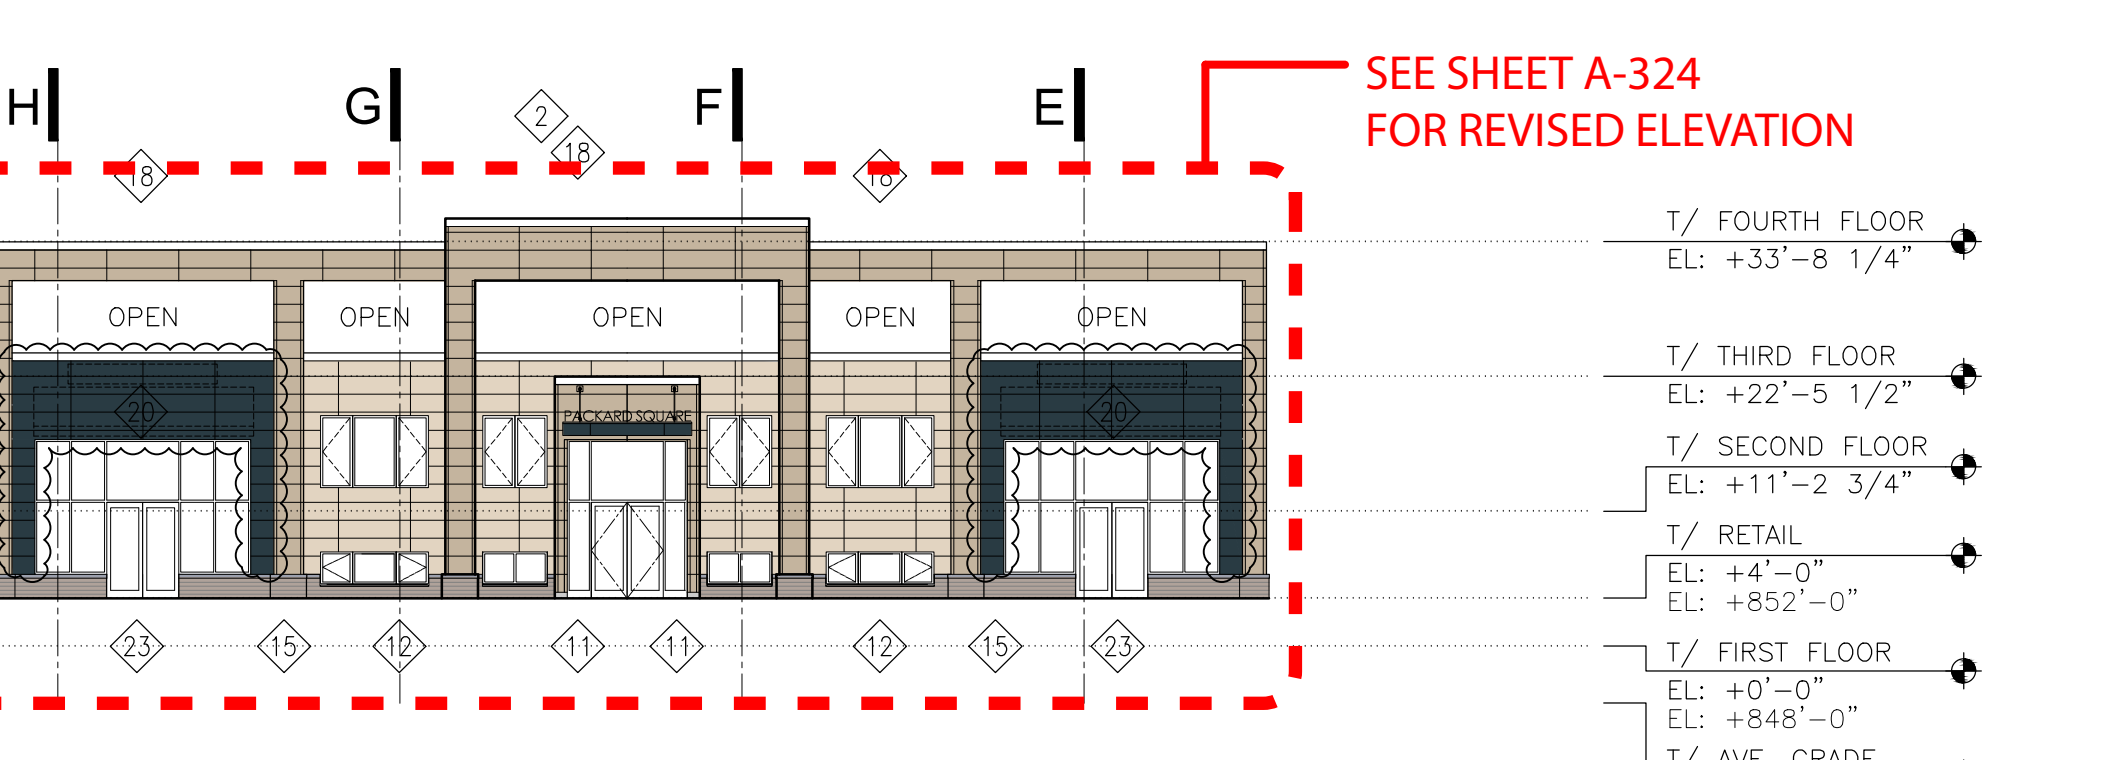 SEE SHEET A-324
FOR REVISED ELEVATION
H
G
F
E
2
18
18
18
T/ FOURTH FLOOR
EL: +33'-8 1/4"
OPEN
OPEN
OPEN
OPEN
OPEN
T/ THIRD FLOOR
EL: +22'-5 1/2"
20
PACKARD SQUARE
20
T/ SECOND FLOOR
EL: +11'-2 3/4"
T/ RETAIL
EL: +4'-0"
EL: +852'-0"
23
15
12
11
11
12
15
23
T/ FIRST FLOOR
EL: +0'-0"
EL: +848'-0"
T/ AVE. GRADE